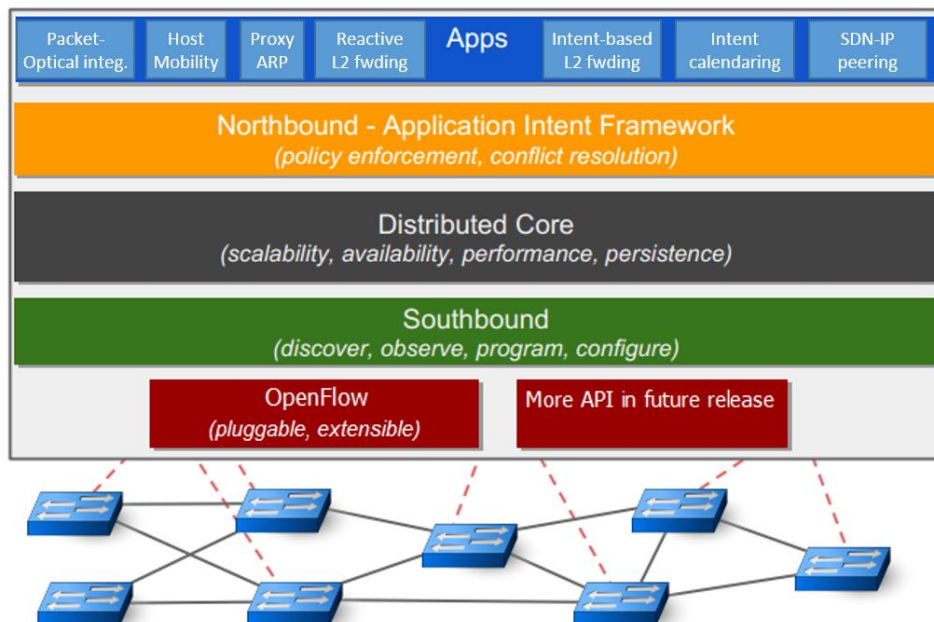 Packet-
Optical integ.
Host
Mobility
Proxy
ARP
Reactive
L2 fwding
Apps
Intent-based
L2 fwding
Intent
calendaring
SDN-IP
peering
Northbound - Application Intent Framework
(policy enforcement, conflict resolution)
Distributed Core
(scalability, availability, performance, persistence)
Southbound
(discover, observe, program, configure)
OpenFlow
(pluggable, extensible)
More API in future release